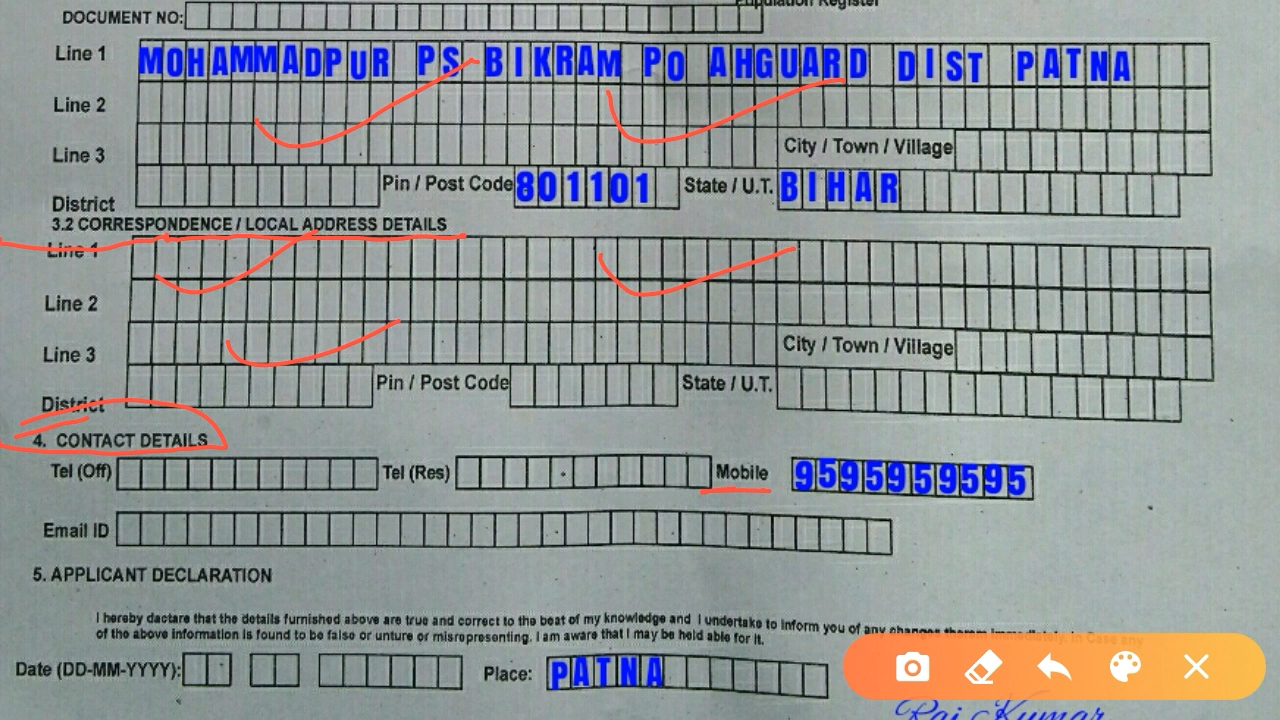 Population Register
DOCUMENT NO:
Line 1 MOHAMMADPUR PS BIKRAM PO AHGUARD DIST PATNA
Line 2
Line 3 City / Town / Village
District Pin / Post Code 801101 State / U.T. BIHAR
3.2 CORRESPONDENCE / LOCAL ADDRESS DETAILS
Line 1
Line 2
Line 3 City / Town / Village
District Pin / Post Code State / U.T.
4. CONTACT DETAILS
Tel (Off) Tel (Res) Mobile 9595959595
Email ID
5. APPLICANT DECLARATION
I hereby dactare that the details furnished above are true and correct to the beat of my knowledge and I undertake to inform you of any changes therem immediately. In Case any
of the above information is found to be false or unture or misrepresenting. I am aware that I may be held able for it.
Date (DD-MM-YYYY): Place: PATNA
Raj Kumar